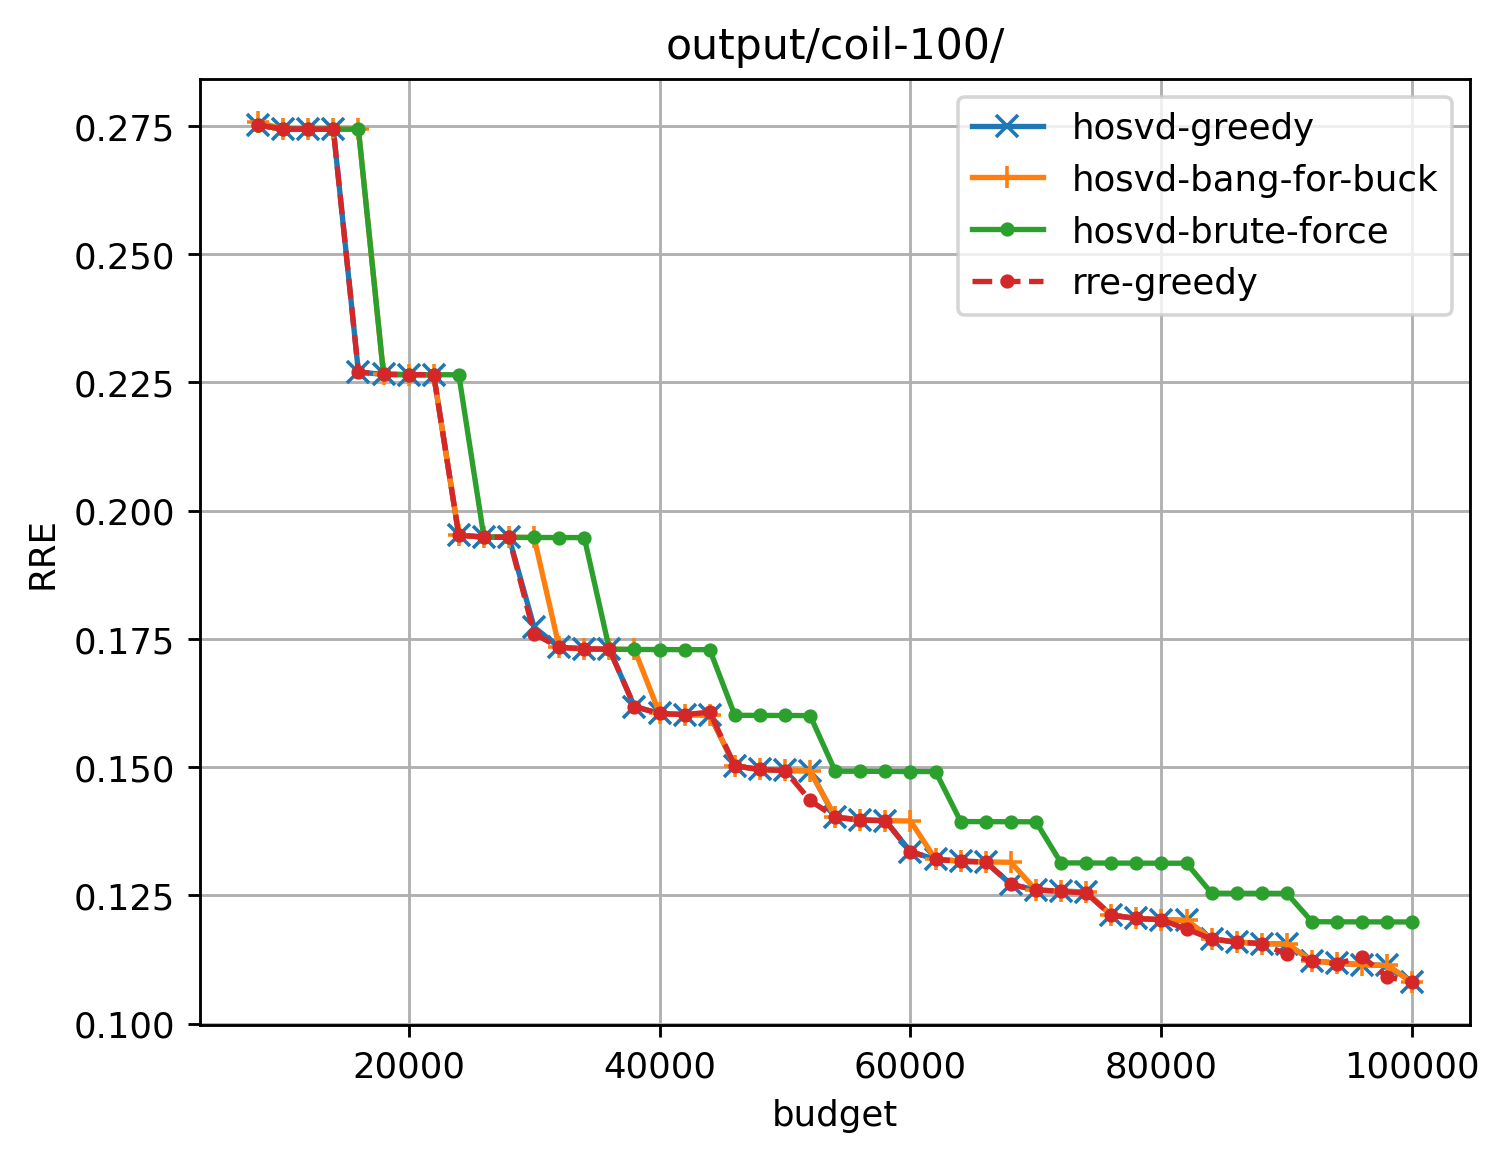 output/coil-100/
hosvd-greedy
hosvd-bang-for-buck
hosvd-brute-force
rre-greedy
0.275
0.250
0.225
0.200
0.175
0.150
0.125
0.100
RRE
20000
40000
60000
80000
100000
budget